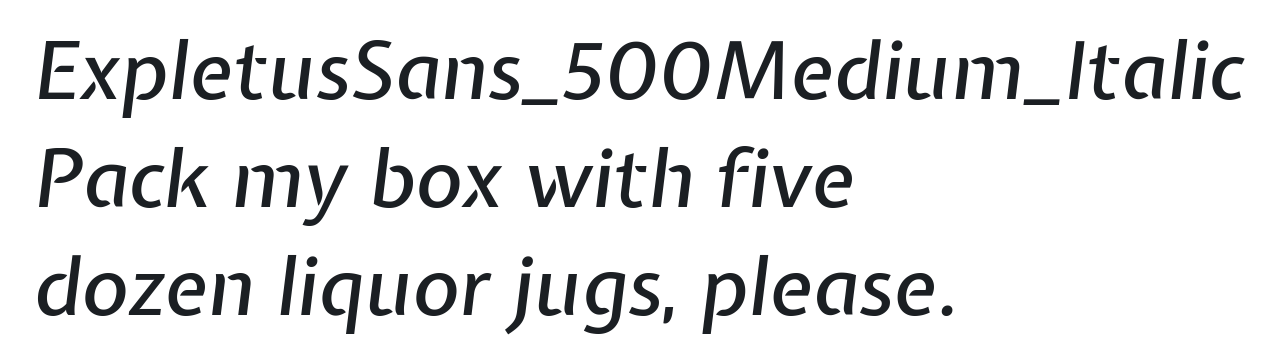 ExpletusSans_500Medium_Italic
Pack my box with five
dozen liquor jugs, please.